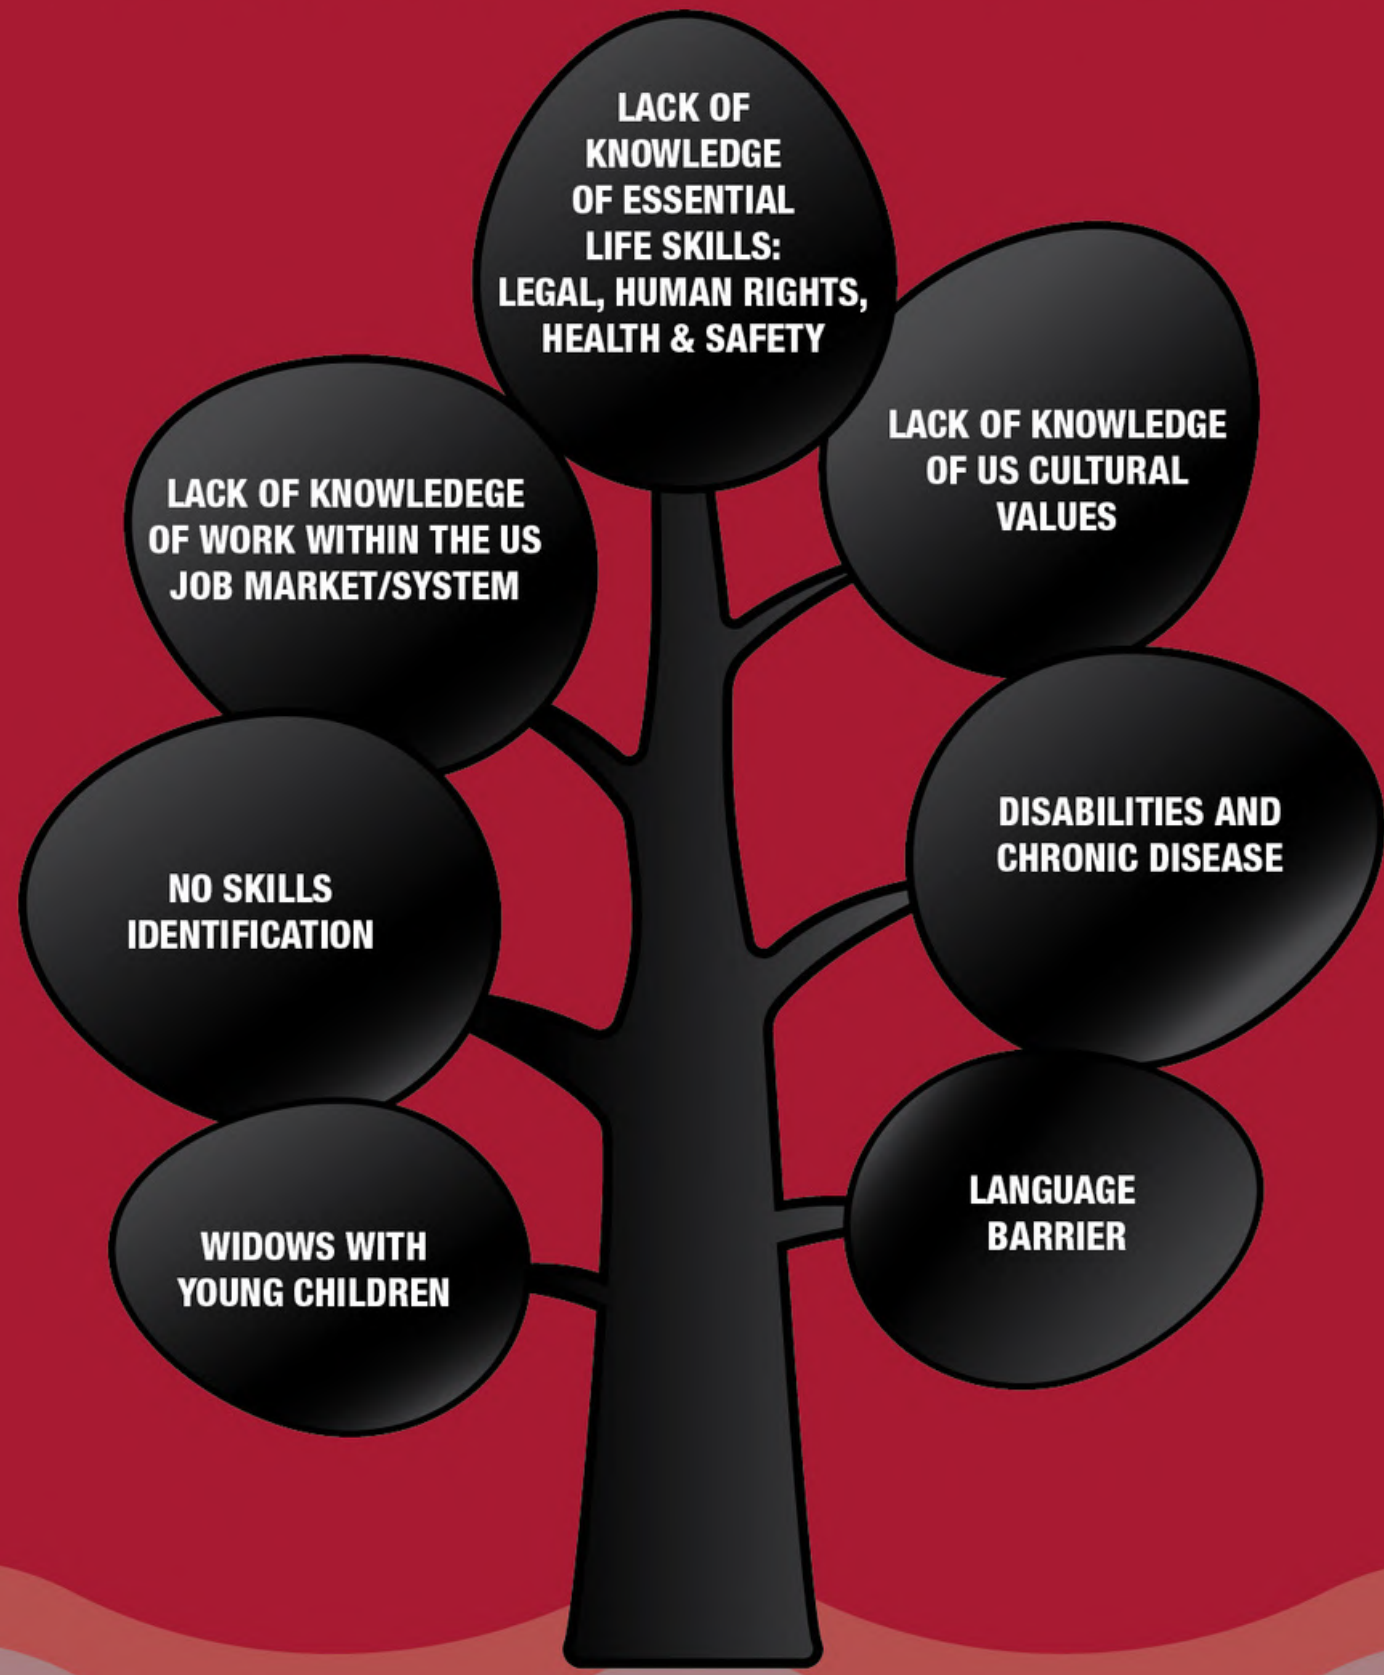 LACK OF
KNOWLEDGE
OF ESSENTIAL
LIFE SKILLS:
LEGAL, HUMAN RIGHTS,
HEALTH & SAFETY
LACK OF KNOWLEDGE
OF US CULTURAL
VALUES
LACK OF KNOWLEDEGE
OF WORK WITHIN THE US
JOB MARKET/SYSTEM
DISABILITIES AND
CHRONIC DISEASE
NO SKILLS
IDENTIFICATION
LANGUAGE
BARRIER
WIDOWS WITH
YOUNG CHILDREN